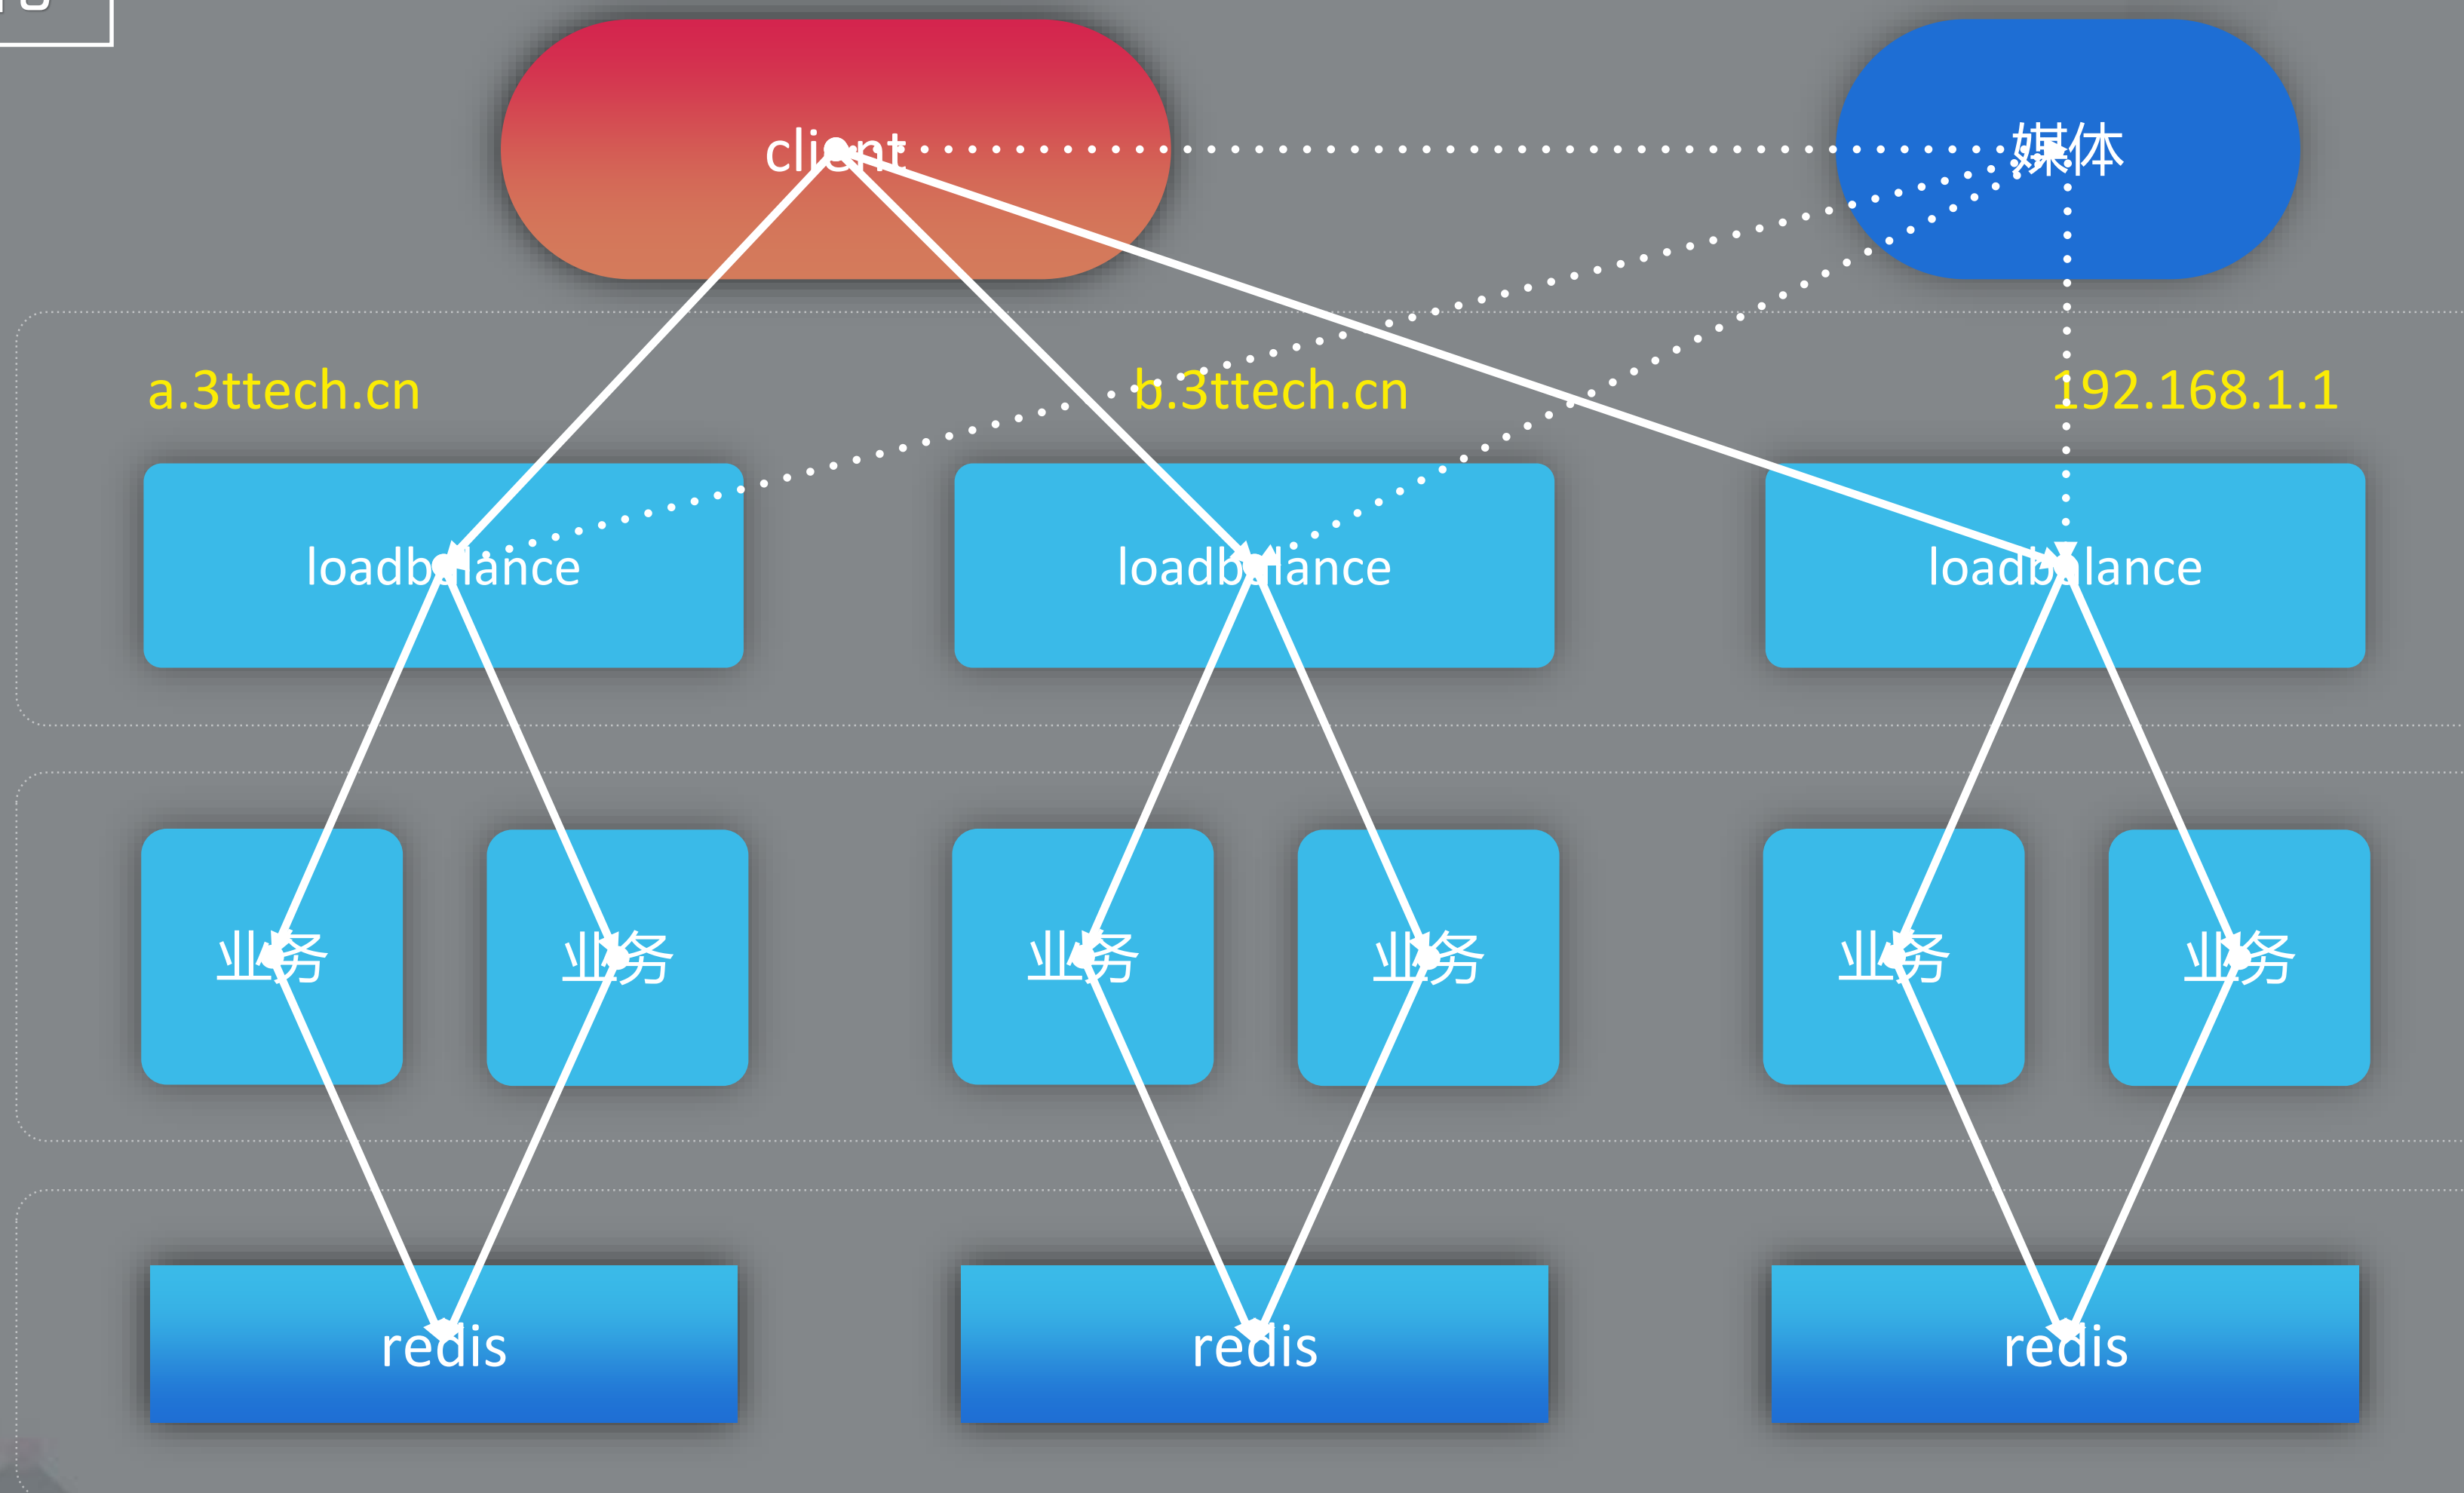 client
媒体
a.3ttech.cn
b.3ttech.cn
192.168.1.1
loadbalance
loadbalance
loadbalance
业务
业务
业务
业务
业务
业务
redis
redis
redis